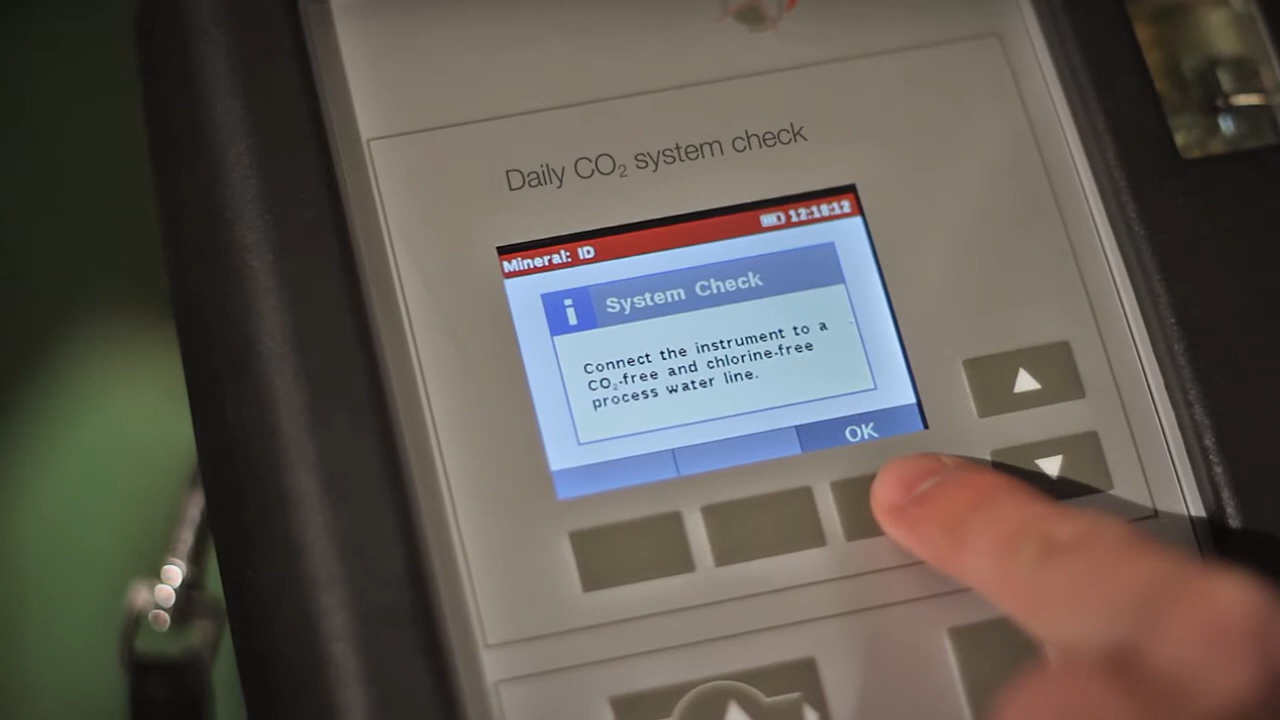 Daily CO₂ system check
Mineral: ID 12:18:12
i System Check
Connect the instrument to a
CO₂-free and chlorine-free
process water line.
OK